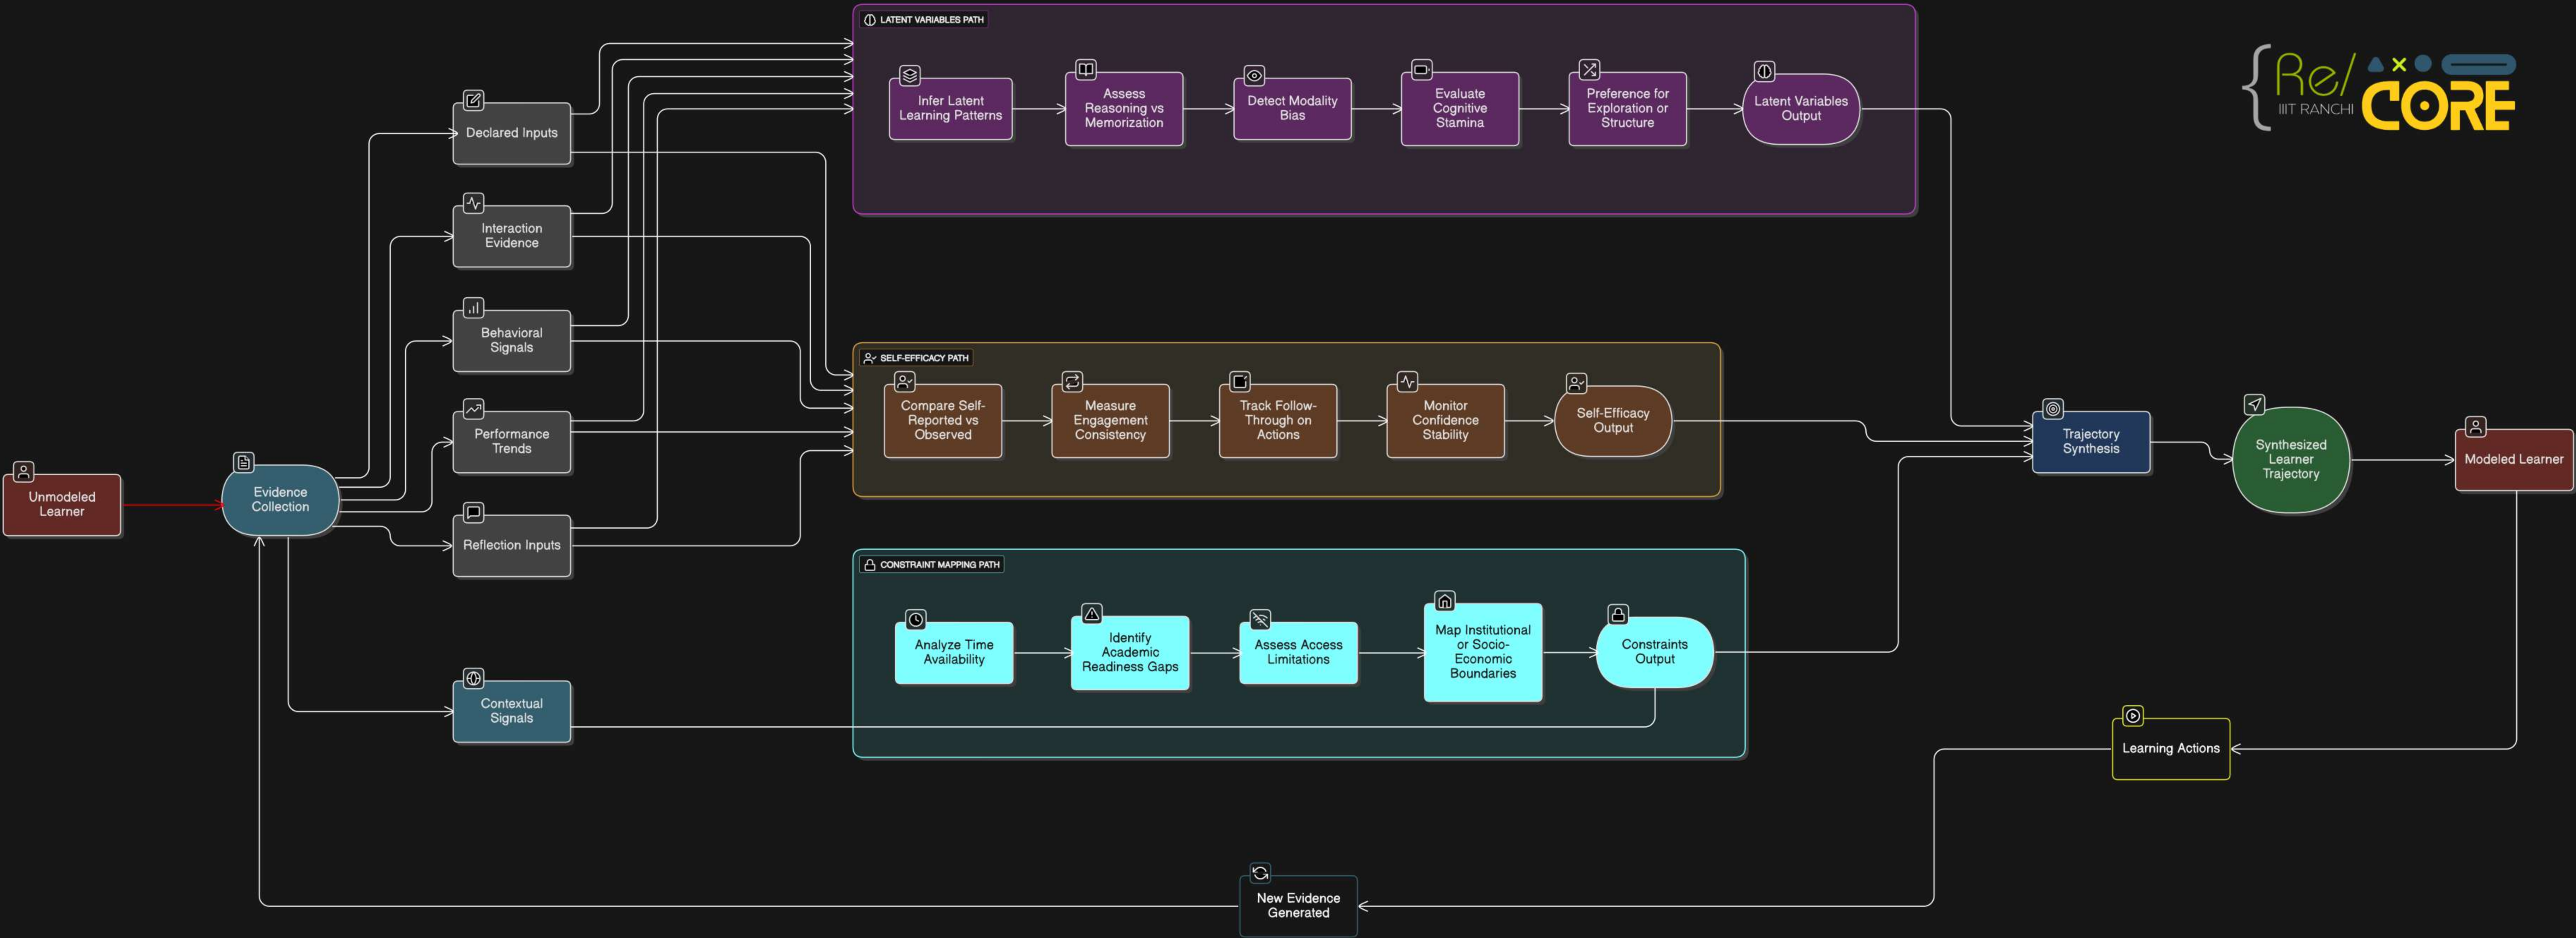 LATENT VARIABLES PATH
Infer Latent
Learning Patterns
Assess
Reasoning vs
Memorization
Detect Modality
Bias
Evaluate
Cognitive
Stamina
Preference for
Exploration or
Structure
Latent Variables
Output
Re/
IIIT RANCHI
CORE
Declared Inputs
Interaction
Evidence
Behavioral
Signals
Performance
Trends
Reflection Inputs
Unmodeled
Learner
Evidence
Collection
SELF-EFFICACY PATH
Compare Self-
Reported vs
Observed
Measure
Engagement
Consistency
Track Follow-
Through on
Actions
Monitor
Confidence
Stability
Self-Efficacy
Output
Trajectory
Synthesis
Synthesized
Learner
Trajectory
Modeled Learner
CONSTRAINT MAPPING PATH
Analyze Time
Availability
Identify
Academic
Readiness Gaps
Assess Access
Limitations
Map Institutional
or Socio-
Economic
Boundaries
Constraints
Output
Contextual
Signals
Learning Actions
New Evidence
Generated